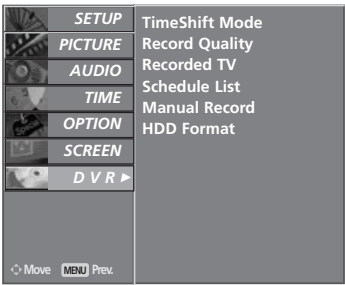 SETUP
PICTURE
AUDIO
TIME
OPTION
SCREEN
D V R ►
TimeShift Mode
Record Quality
Recorded TV
Schedule List
Manual Record
HDD Format
Move MENU Prev.